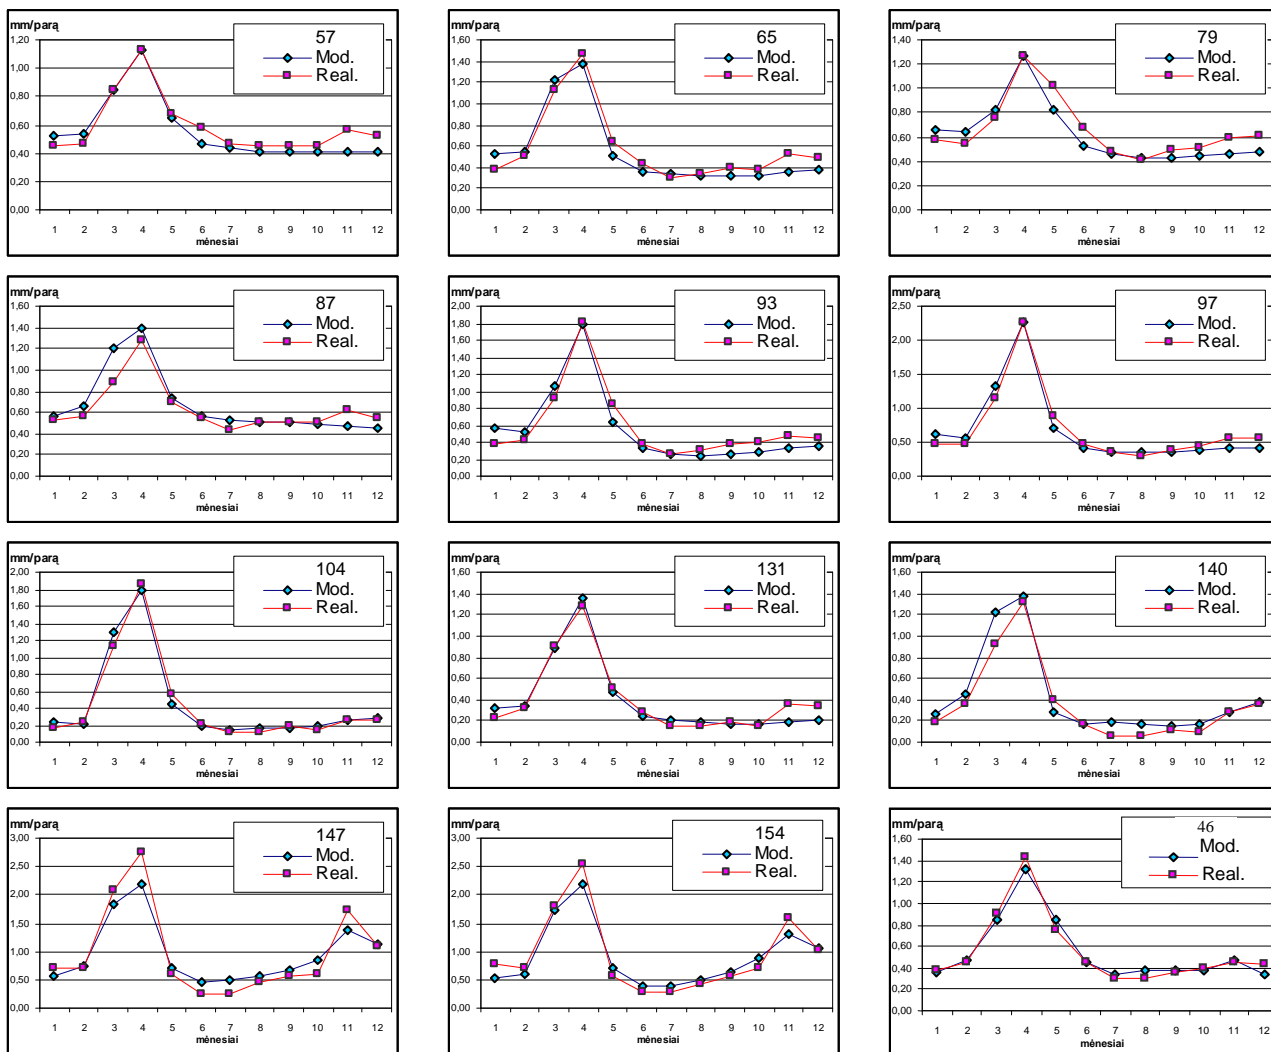 mm/parą
57
Mod.
Real.
1,20
1,00
0,80
0,60
0,40
0,20
0,00
1 2 3 4 5 6 7 8 9 10 11 12
mėnesiai
mm/parą
65
Mod.
Real.
1,60
1,40
1,20
1,00
0,80
0,60
0,40
0,20
0,00
1 2 3 4 5 6 7 8 9 10 11 12
mėnesiai
mm/parą
79
Mod.
Real.
1,40
1,20
1,00
0,80
0,60
0,40
0,20
0,00
1 2 3 4 5 6 7 8 9 10 11 12
mėnesiai
mm/parą
87
Mod.
Real.
1,60
1,40
1,20
1,00
0,80
0,60
0,40
0,20
0,00
1 2 3 4 5 6 7 8 9 10 11 12
mėnesiai
mm/parą
93
Mod.
Real.
2,00
1,80
1,60
1,40
1,20
1,00
0,80
0,60
0,40
0,20
0,00
1 2 3 4 5 6 7 8 9 10 11 12
mėnesiai
mm/parą
97
Mod.
Real.
2,50
2,00
1,50
1,00
0,50
0,00
1 2 3 4 5 6 7 8 9 10 11 12
mėnesiai
mm/parą
104
Mod.
Real.
2,00
1,80
1,60
1,40
1,20
1,00
0,80
0,60
0,40
0,20
0,00
1 2 3 4 5 6 7 8 9 10 11 12
mėnesiai
mm/parą
131
Mod.
Real.
1,60
1,40
1,20
1,00
0,80
0,60
0,40
0,20
0,00
1 2 3 4 5 6 7 8 9 10 11 12
mėnesiai
mm/parą
140
Mod.
Real.
1,60
1,40
1,20
1,00
0,80
0,60
0,40
0,20
0,00
1 2 3 4 5 6 7 8 9 10 11 12
mėnesiai
mm/parą
147
Mod.
Real.
3,00
2,50
2,00
1,50
1,00
0,50
0,00
1 2 3 4 5 6 7 8 9 10 11 12
mėnesiai
mm/parą
154
Mod.
Real.
3,00
2,50
2,00
1,50
1,00
0,50
0,00
1 2 3 4 5 6 7 8 9 10 11 12
mėnesiai
mm/parą
46
Mod.
Real.
1,60
1,40
1,20
1,00
0,80
0,60
0,40
0,20
0,00
1 2 3 4 5 6 7 8 9 10 11 12
mėnesiai